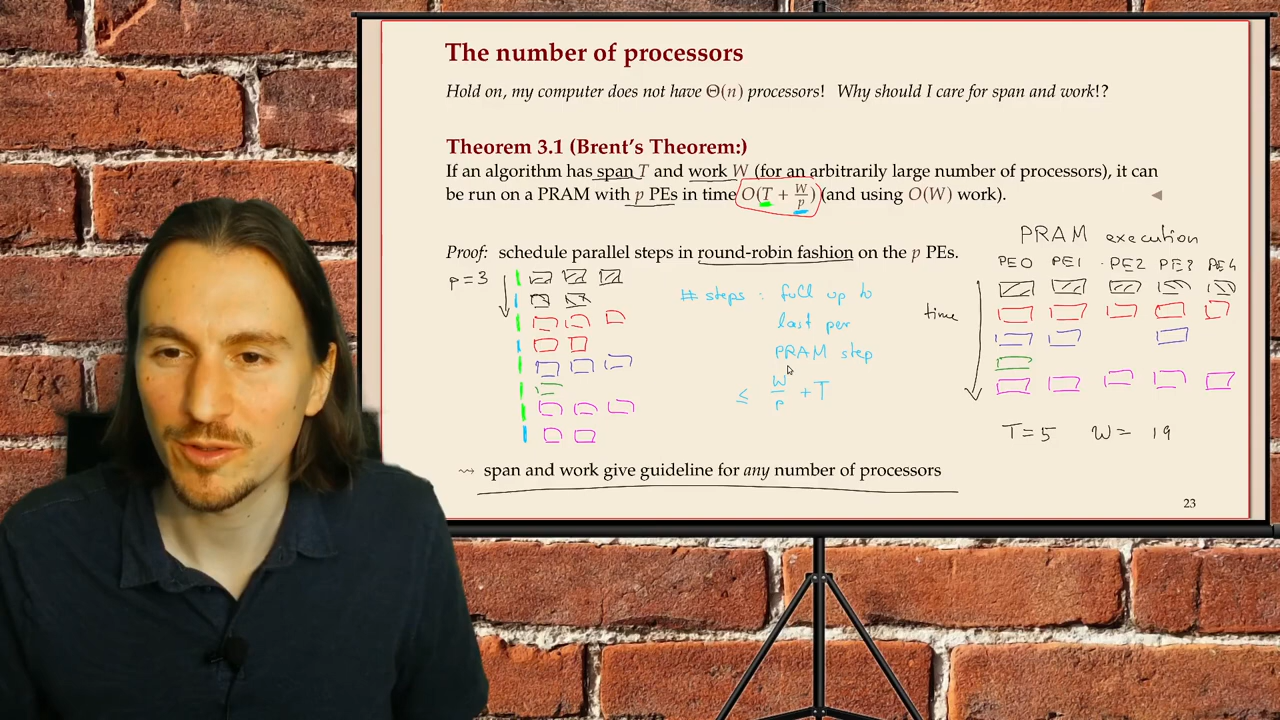 The number of processors
Hold on, my computer does not have Θ(n) processors! Why should I care for span and work!?
Theorem 3.1 (Brent's Theorem:)
If an algorithm has span T and work W (for an arbitrarily large number of processors), it can
be run on a PRAM with p PEs in time O(T + W/p) (and using O(W) work).
Proof: schedule parallel steps in round-robin fashion on the p PEs.
p=3
# steps : full up to
last per
PRAM step
≤ W/p + T
PRAM execution
PE0 PE1 PE2 PE3 PE4
time
T=5 W= 19
⇝ span and work give guideline for any number of processors
23